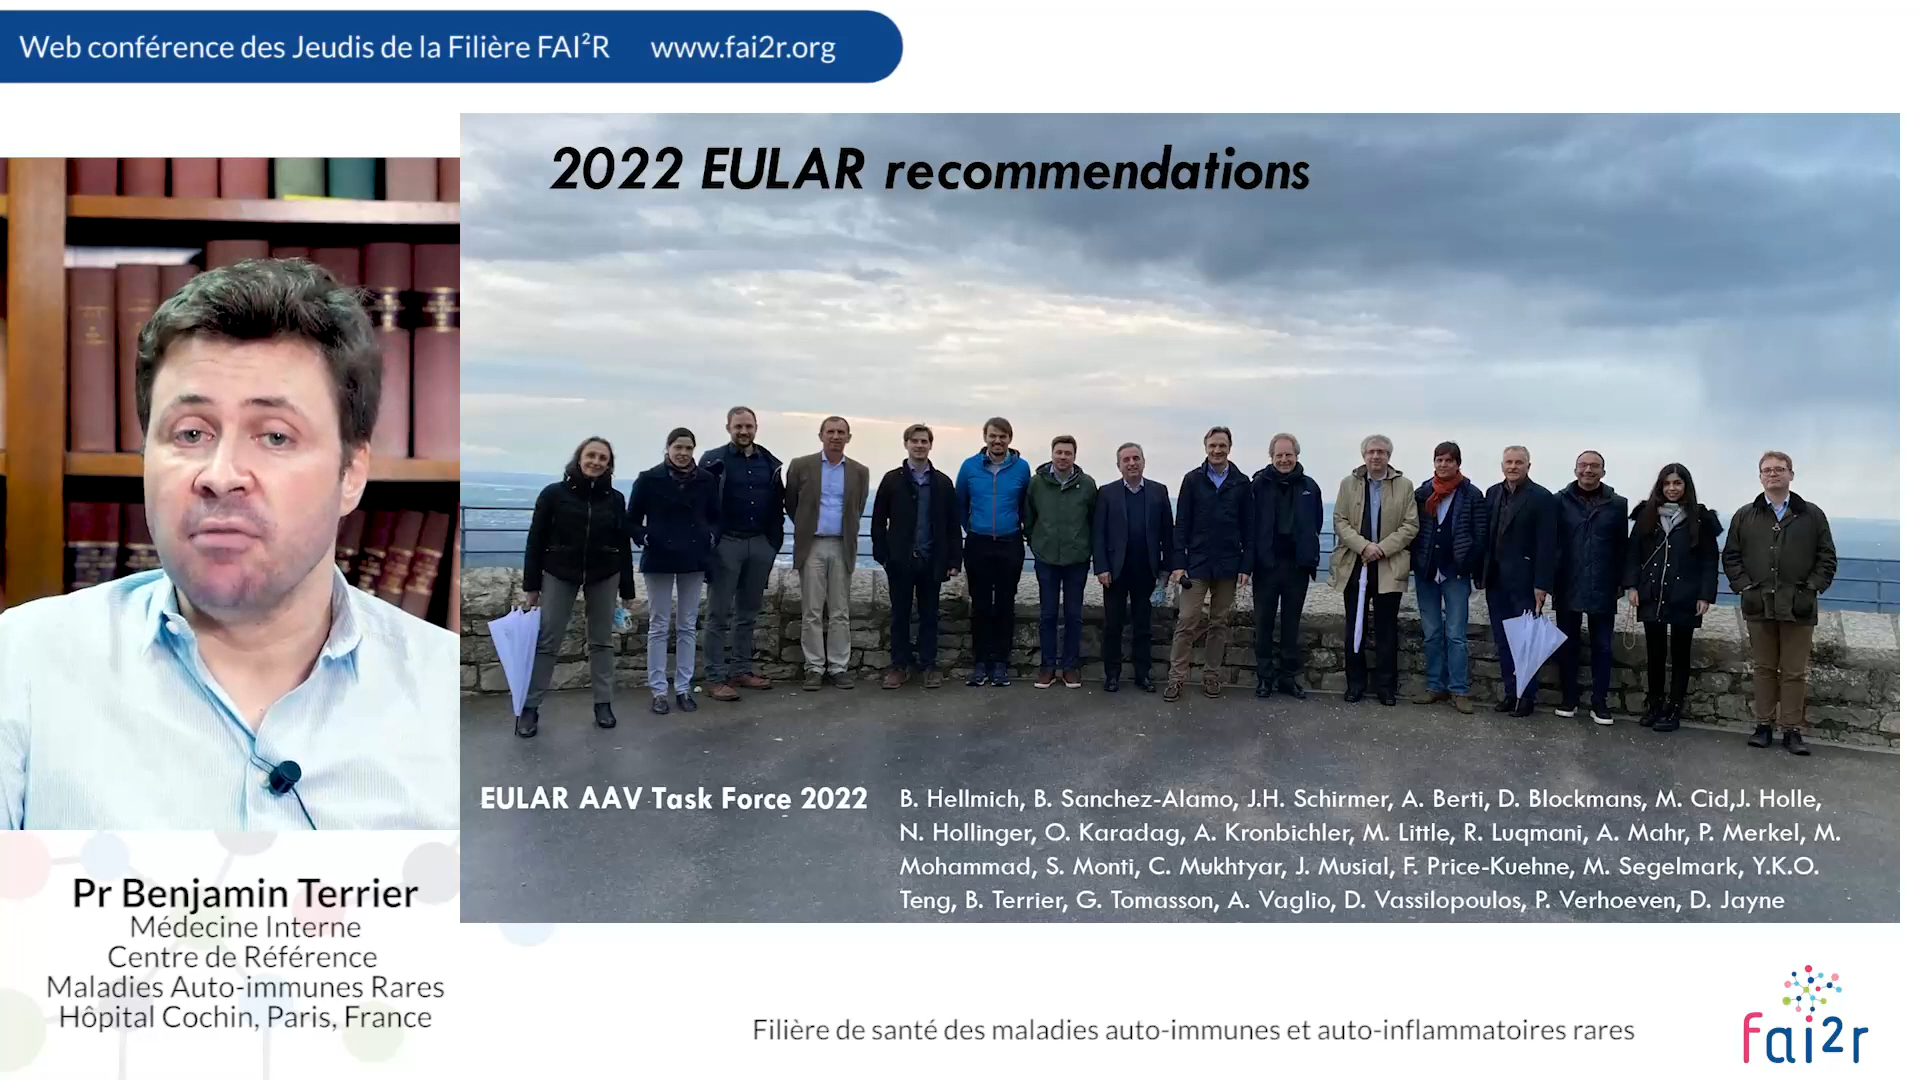 Web conférence des Jeudis de la Filière FAI²R www.fai2r.org
2022 EULAR recommendations
EULAR AAV Task Force 2022
B. Hellmich, B. Sanchez-Alamo, J.H. Schirmer, A. Berti, D. Blockmans, M. Cid,J. Holle,
N. Hollinger, O. Karadag, A. Kronbichler, M. Little, R. Luqmani, A. Mahr, P. Merkel, M.
Mohammad, S. Monti, C. Mukhtyar, J. Musial, F. Price-Kuehne, M. Segelmark, Y.K.O.
Teng, B. Terrier, G. Tomasson, A. Vaglio, D. Vassilopoulos, P. Verhoeven, D. Jayne
Pr Benjamin Terrier
Médecine Interne
Centre de Référence
Maladies Auto-immunes Rares
Hôpital Cochin, Paris, France
Filière de santé des maladies auto-immunes et auto-inflammatoires rares
fai2r